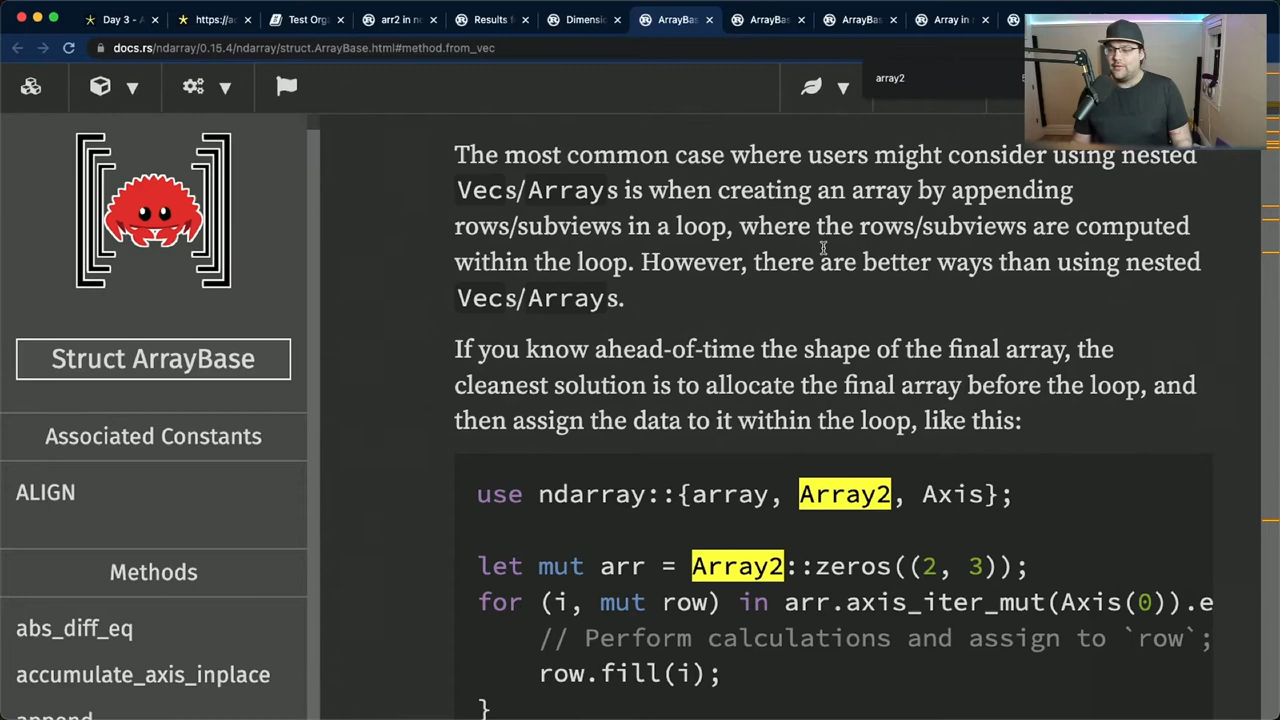 Day 3 -
https://ac
Test Orga
arr2 in nc
Results fo
Dimensio
ArrayBas
ArrayBas
ArrayBas
Array in n
docs.rs/ndarray/0.15.4/ndarray/struct.ArrayBase.html#method.from_vec
array2
Struct ArrayBase
Associated Constants
ALIGN
Methods
abs_diff_eq
accumulate_axis_inplace
append
The most common case where users might consider using nested
Vecs/Arrays is when creating an array by appending
rows/subviews in a loop, where the rows/subviews are computed
within the loop. However, there are better ways than using nested
Vecs/Arrays.
If you know ahead-of-time the shape of the final array, the
cleanest solution is to allocate the final array before the loop, and
then assign the data to it within the loop, like this:
use ndarray::{array, Array2, Axis};
let mut arr = Array2::zeros((2, 3));
for (i, mut row) in arr.axis_iter_mut(Axis(0)).e
// Perform calculations and assign to `row`;
row.fill(i);
}